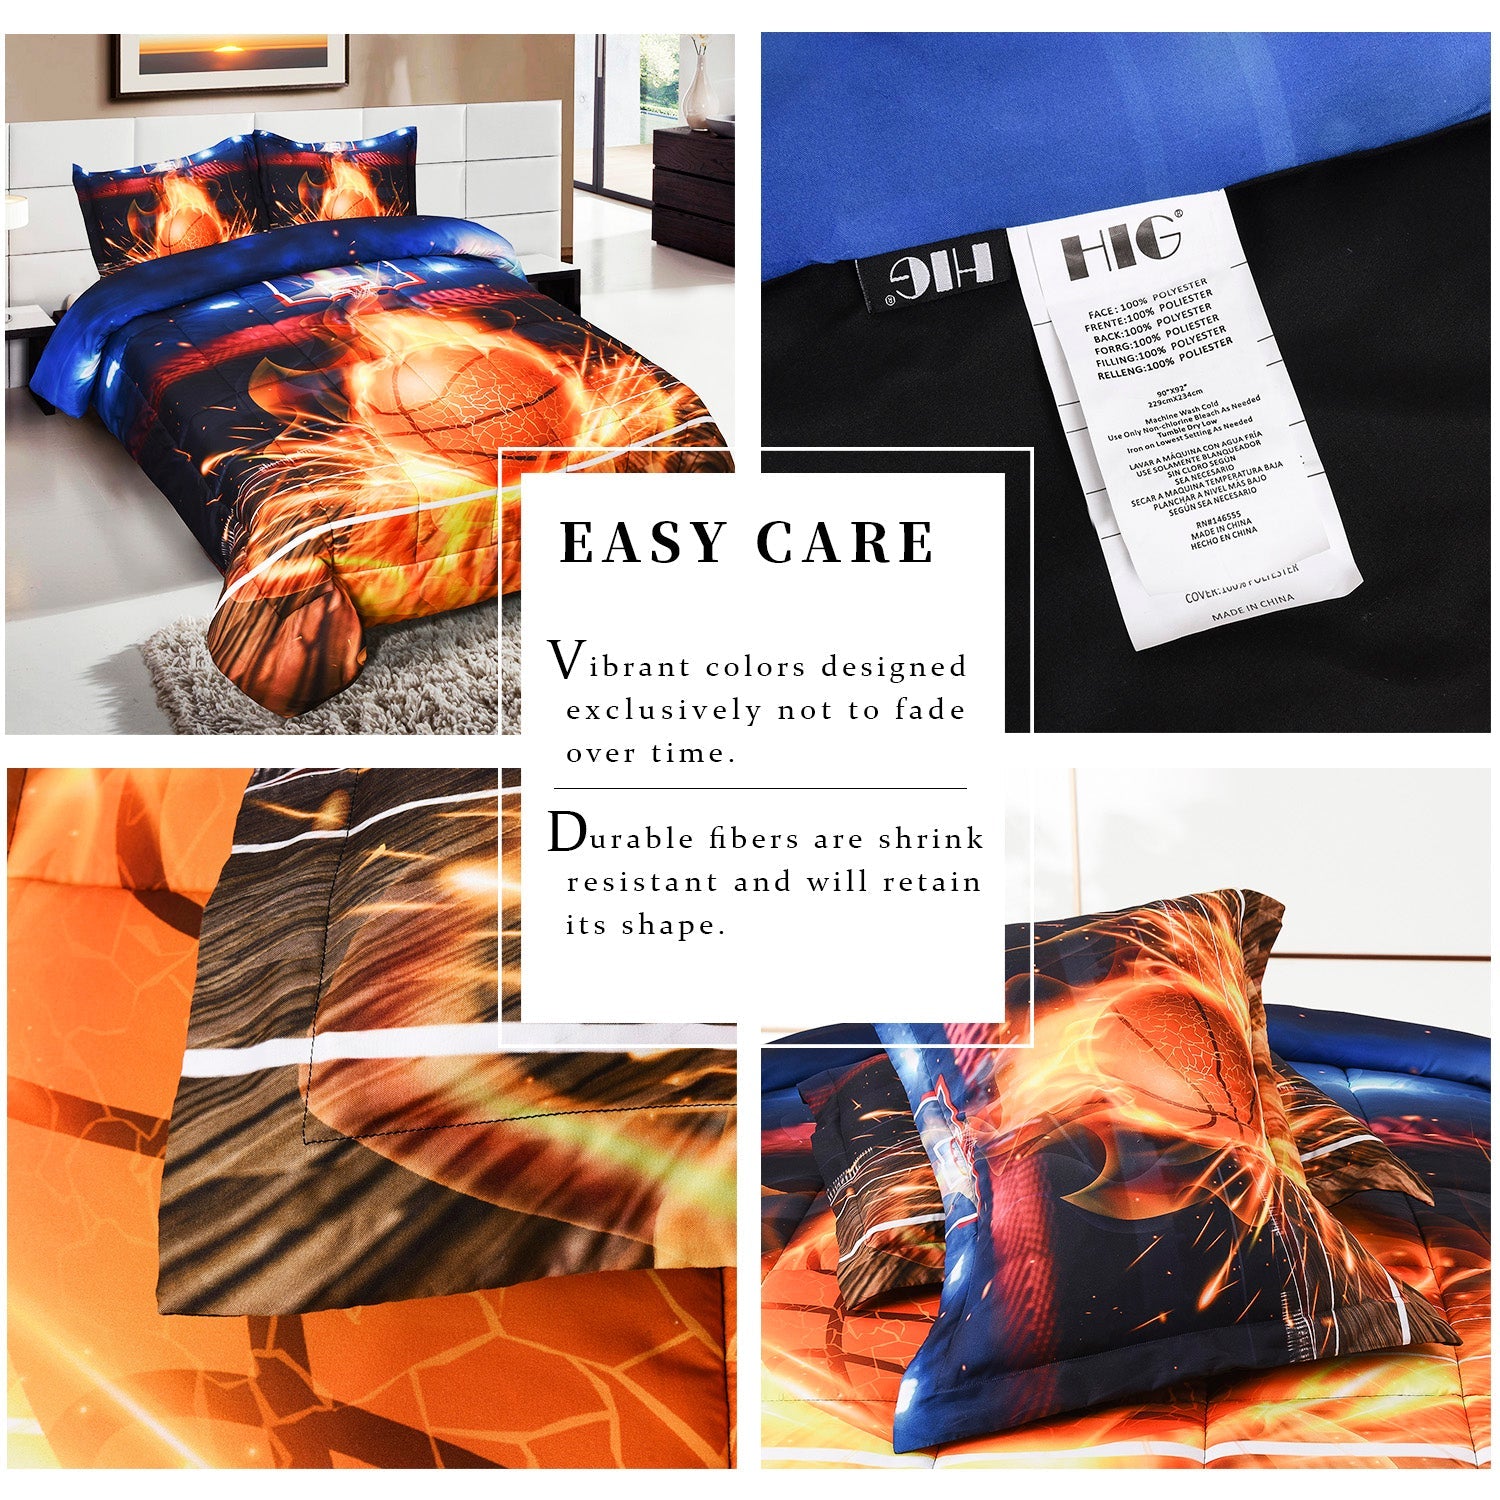 HIG®
HIG®
FACE: 100% POLYESTER
FRENTE:100% POLIESTER
BACK:100% POLYESTER
FORRG:100% POLIESTER
FILLING:100% POLYESTER
RELLENG:100% POLIESTER
90"X92"
229cmX234cm
Machine Wash Cold
Use Only Non-chlorine Bleach As Needed
Tumble Dry Low
Iron on Lowest Setting As Needed
LAVAR A MÁQUINA CON AGUA FRÍA
USE SOLAMENTE BLANQUEADOR
SIN CLORO SEGÚN
SEA NECESARIO
SECAR A MAQUINA TEMPERATURA BAJA
PLANCHAR A NIVEL MÁS BAJO
SEGÚN SEA NECESARIO
RN#146555
MADE IN CHINA
HECHO EN CHINA
COVER:100% POLYESTER
MADE IN CHINA
EASY CARE
Vibrant colors designed
exclusively not to fade
over time.
Durable fibers are shrink
resistant and will retain
its shape.